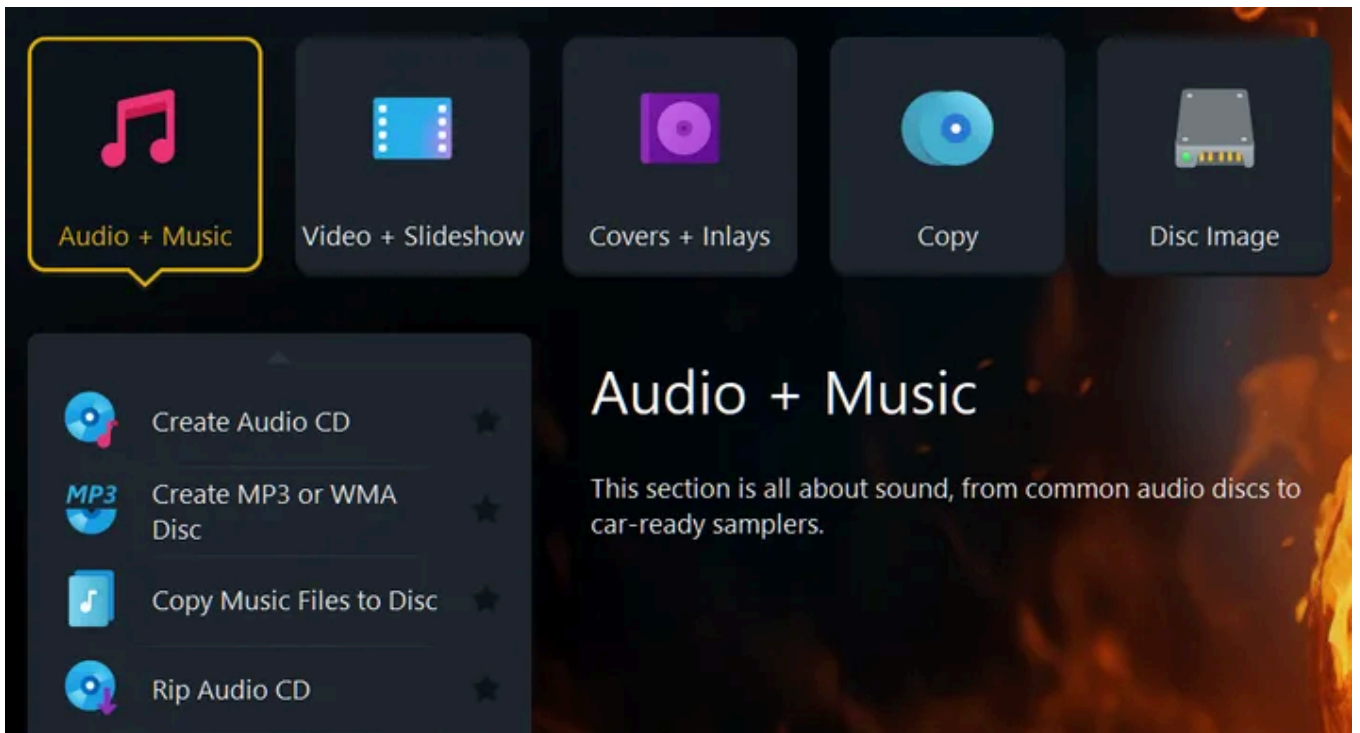 Audio + Music
Video + Slideshow
Covers + Inlays
Copy
Disc Image
Audio + Music
This section is all about sound, from common audio discs to
car-ready samplers.
Create Audio CD
MP3
Create MP3 or WMA
Disc
Copy Music Files to Disc
Rip Audio CD